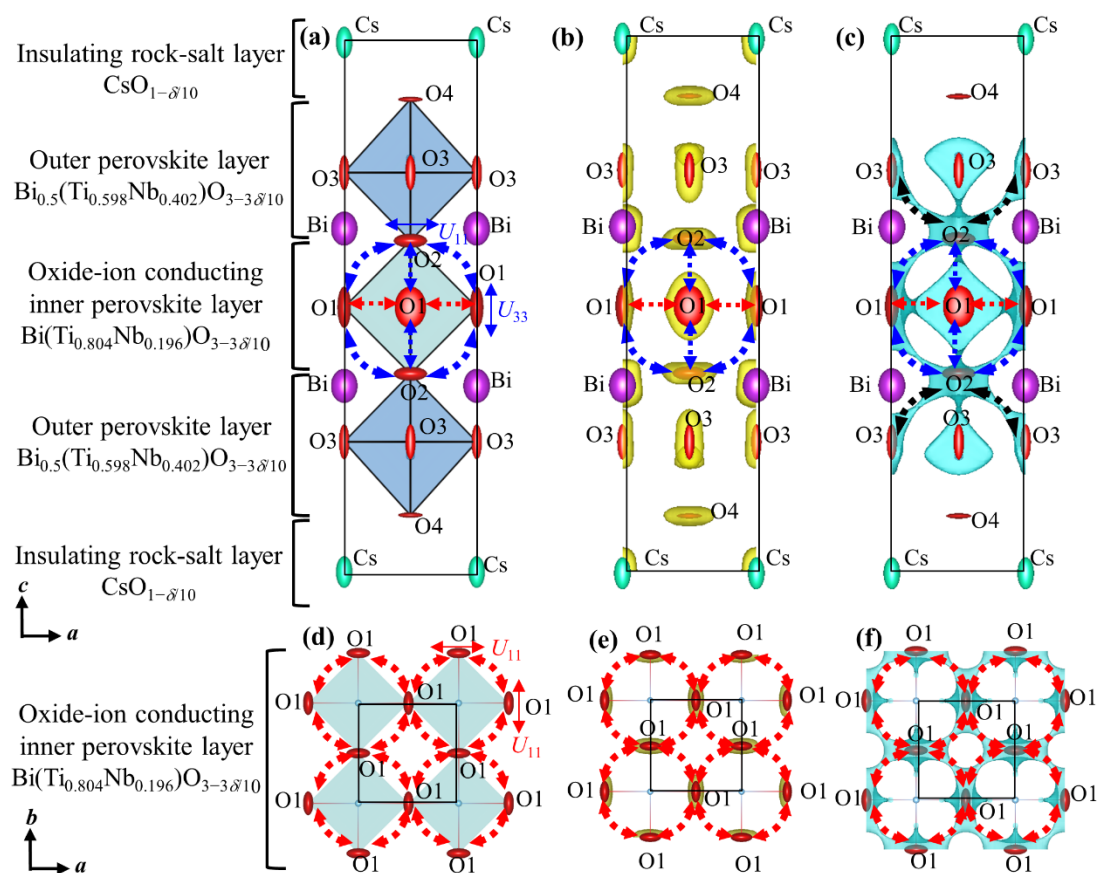 Insulating rock-salt layer
CsO1−δ/10
Outer perovskite layer
Bi0.5(Ti0.598Nb0.402)O3−3δ/10
Oxide-ion conducting
inner perovskite layer
Bi(Ti0.804Nb0.196)O3−3δ/10
Outer perovskite layer
Bi0.5(Ti0.598Nb0.402)O3−3δ/10
Insulating rock-salt layer
CsO1−δ/10
c
a
(a)
Cs Cs
O4
O3
O3 O3
Bi Bi
U11
O2
O1
O1 O1
U33
O2
Bi Bi
O3
O3 O3
O4
Cs Cs
(b)
Cs Cs
O4
O3
O3 O3
Bi Bi
O2
O1 O1 O1
O2
Bi Bi
O3
O3 O3
O4
Cs Cs
(c)
Cs Cs
O4
O3
O3 O3
Bi Bi
O2
O1 O1 O1
O2
Bi Bi
O3
O3 O3
O4
Cs Cs
Oxide-ion conducting
inner perovskite layer
Bi(Ti0.804Nb0.196)O3−3δ/10
b
a
(d)
O1 O1
U11
O1 O1 O1
U11
O1 O1
O1 O1 O1
O1 O1
(e)
O1 O1
O1 O1 O1
O1 O1
O1 O1 O1
O1 O1
(f)
O1 O1
O1 O1 O1
O1 O1
O1 O1
O1 O1